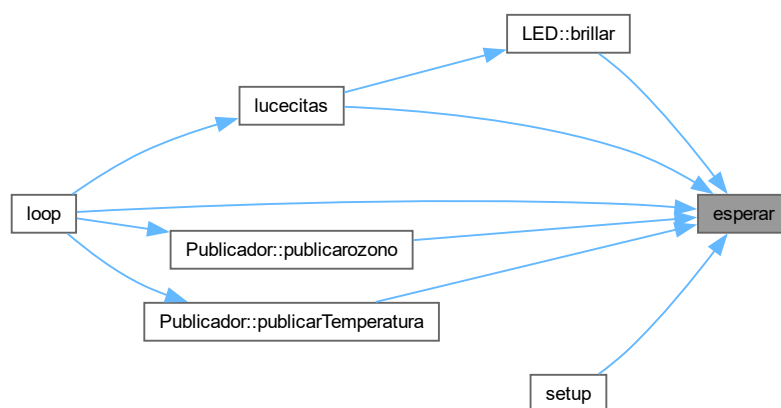 LED::brillar
lucecitas
esperar
loop
Publicador::publicarozono
Publicador::publicarTemperatura
setup